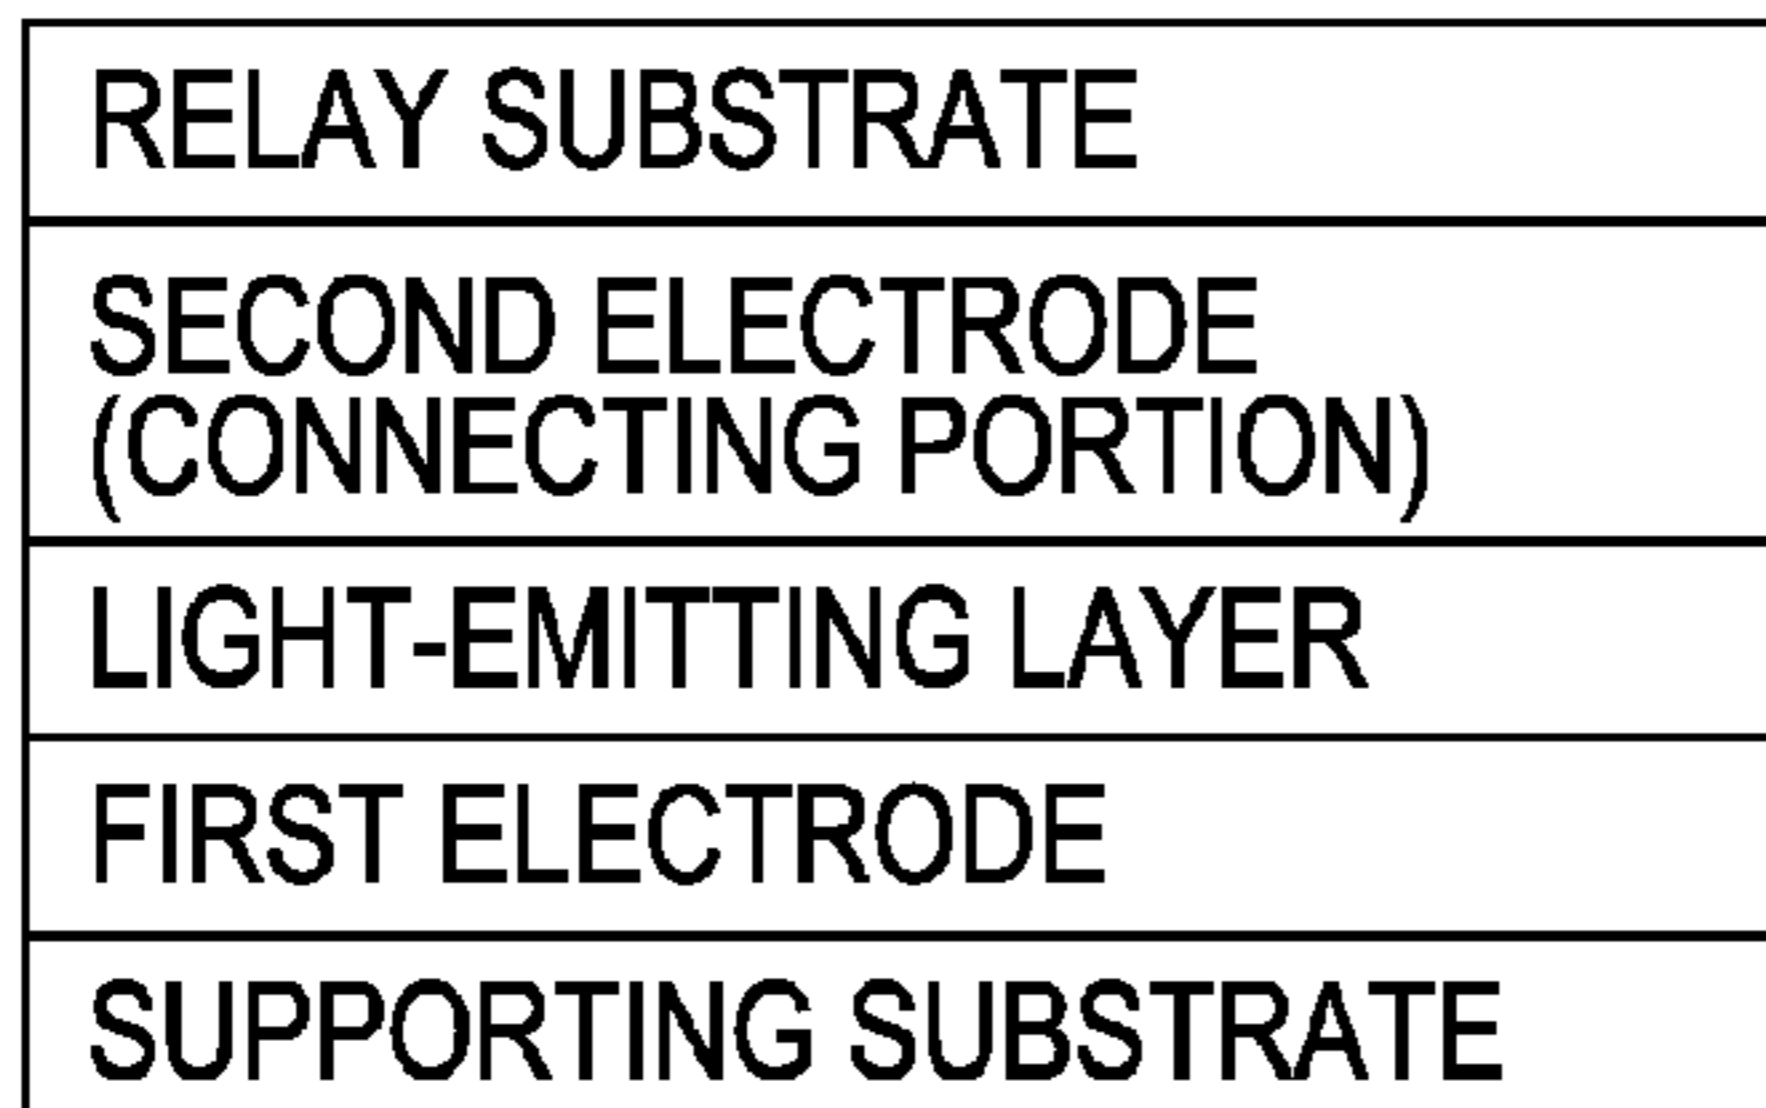 RELAY SUBSTRATE
SECOND ELECTRODE
(CONNECTING PORTION)
LIGHT-EMITTING LAYER
FIRST ELECTRODE
SUPPORTING SUBSTRATE